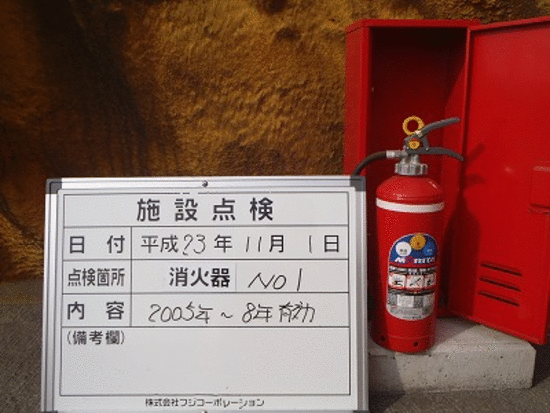 施設点検
日付 平成23年 11月 1日
点検箇所 消火器 NO1
内容 2005年～8年有効
(備考欄)
株式会社フジコーポレーション